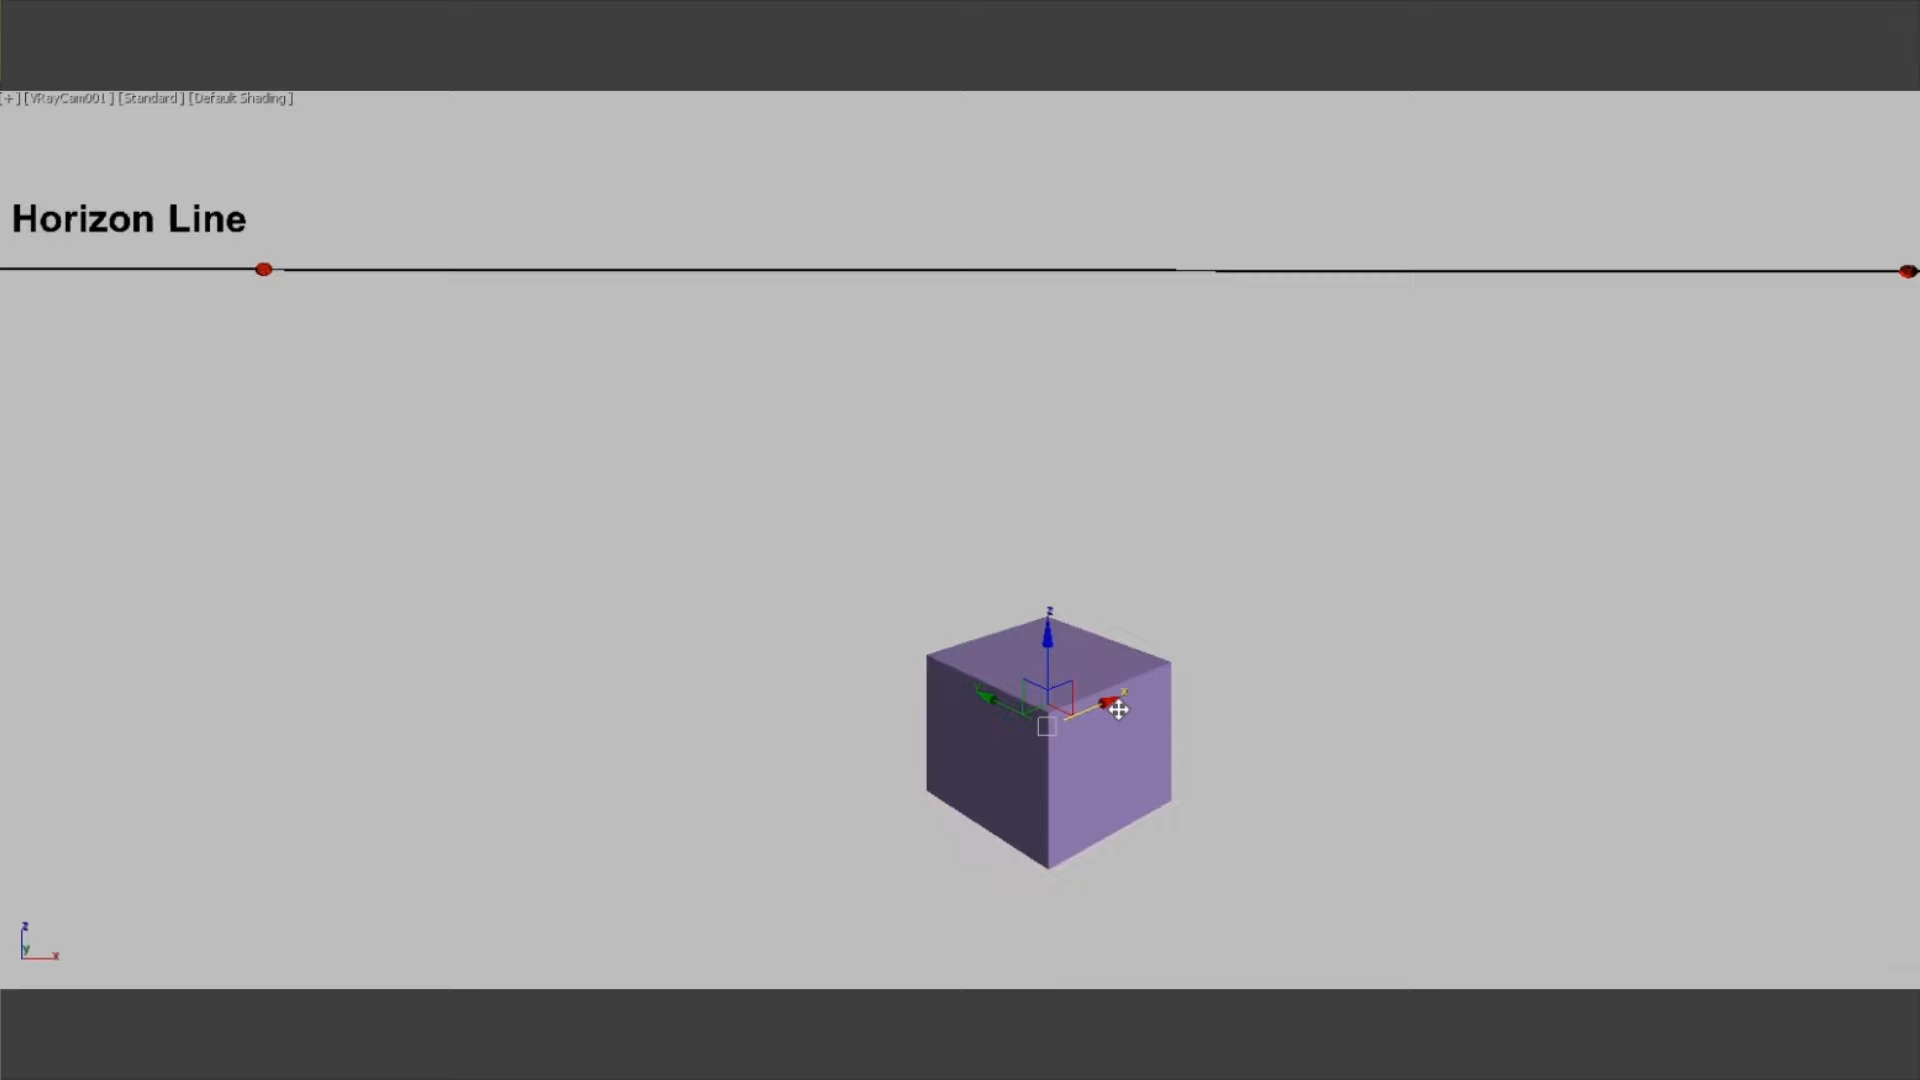 [+] [VRayCam001 ] [Standard ] [Default Shading ]
Horizon Line
z
y
x
z
y
x